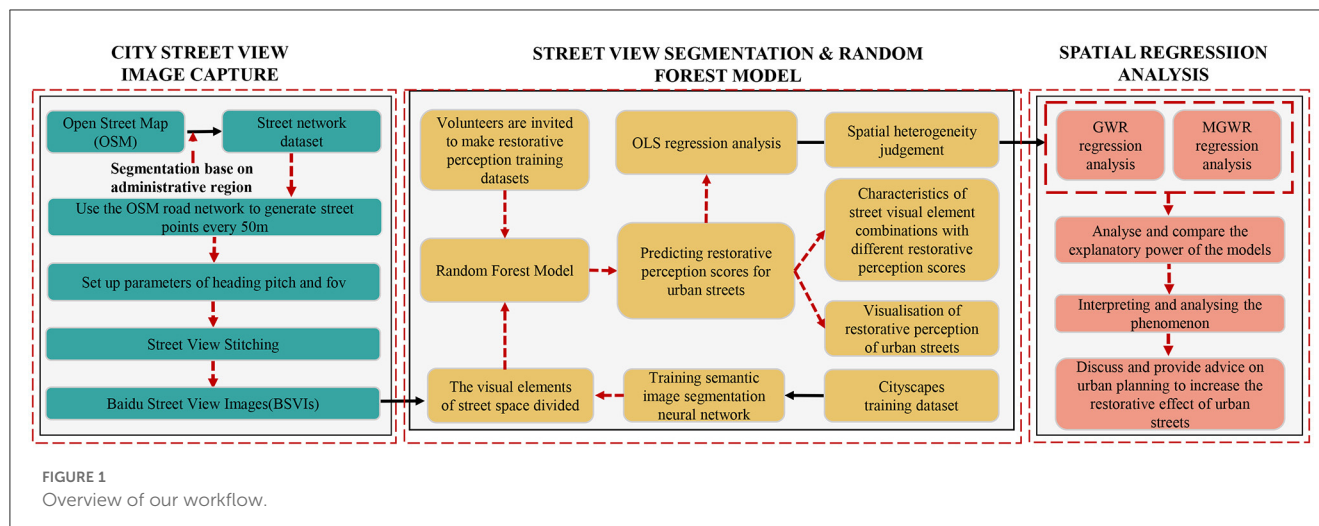 CITY STREET VIEW
IMAGE CAPTURE
Open Street Map
(OSM)
Street network
dataset
Segmentation base on
administrative region
Use the OSM road network to generate street
points every 50m
Set up parameters of heading pitch and fov
Street View Stitching
Baidu Street View Images(BSVIs)
STREET VIEW SEGMENTATION & RANDOM
FOREST MODEL
Volunteers are invited
to make restorative
perception training
datasets
OLS regression analysis
Spatial heterogeneity
judgement
Random Forest Model
Predicting restorative
perception scores for
urban streets
Characteristics of
street visual element
combinations with
different restorative
perception scores
Visualisation of
restorative perception
of urban streets
The visual elements
of street space divided
Training semantic
image segmentation
neural network
Cityscapes
training dataset
SPATIAL REGRESSIION
ANALYSIS
GWR
regression
analysis
MGWR
regression
analysis
Analyse and compare the
explanatory power of the models
Interpreting and analysing the
phenomenon
Discuss and provide advice on
urban planning to increase the
restorative effect of urban
streets
FIGURE 1
Overview of our workflow.